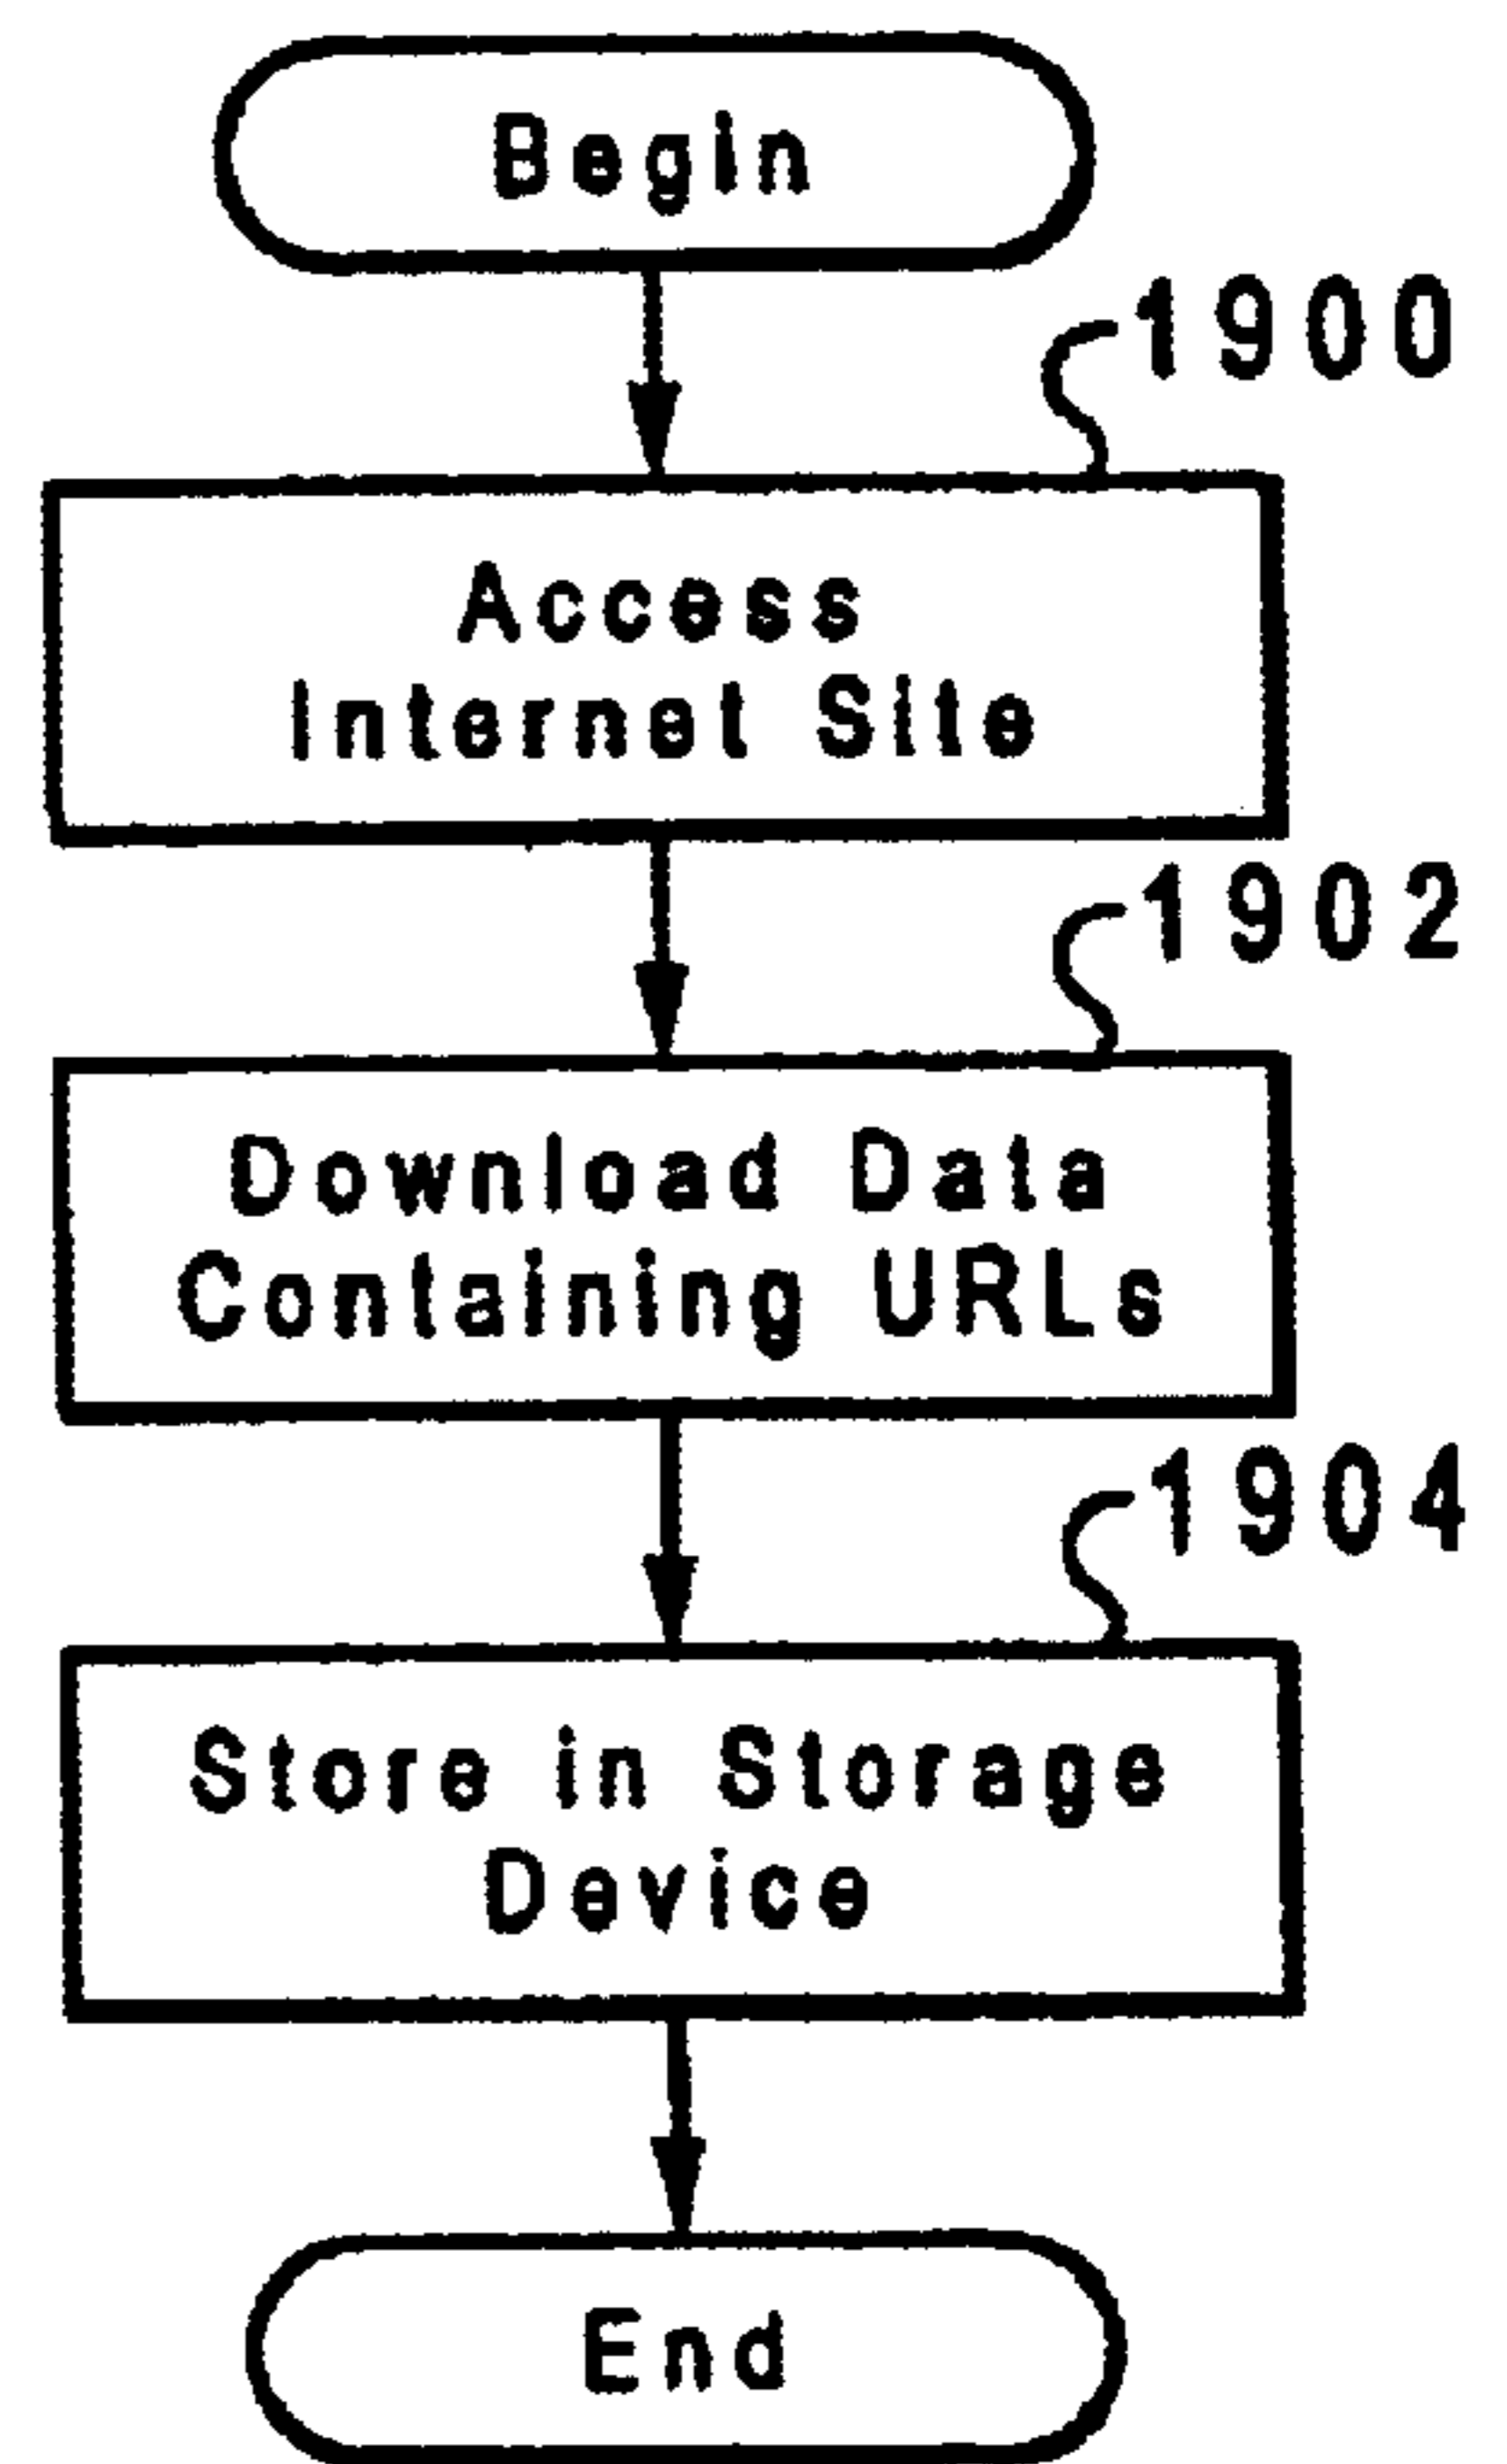 Begin
1900
Access
Internet Site
1902
Download Data
Containing URLs
1904
Store in Storage
Device
End